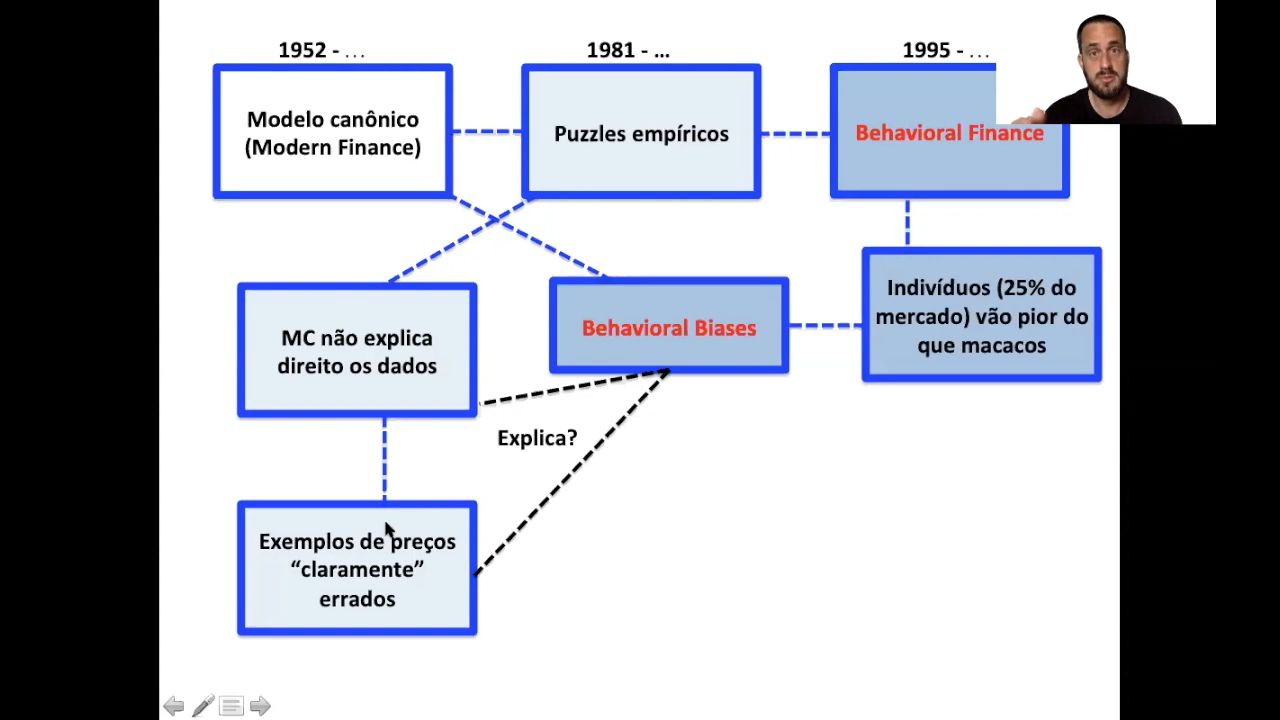 1952 - ...
1981 - ...
1995 - ...
Modelo canônico
(Modern Finance)
Puzzles empíricos
Behavioral Finance
MC não explica
direito os dados
Behavioral Biases
Indivíduos (25% do
mercado) vão pior do
que macacos
Explica?
Exemplos de preços
“claramente”
errados